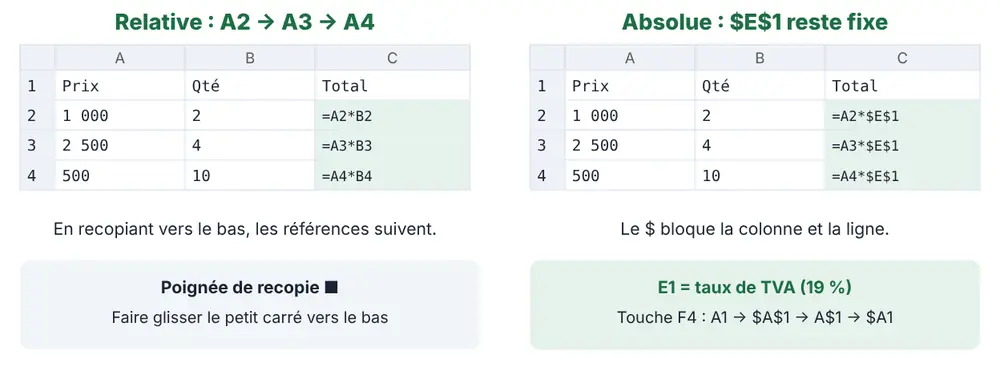 Relative : A2 → A3 → A4
A B C
1 Prix Qté Total
2 1 000 2 =A2*B2
3 2 500 4 =A3*B3
4 500 10 =A4*B4
En recopiant vers le bas, les références suivent.
Poignée de recopie ■
Faire glisser le petit carré vers le bas
Absolue : $E$1 reste fixe
A B C
1 Prix Qté Total
2 1 000 2 =A2*$E$1
3 2 500 4 =A3*$E$1
4 500 10 =A4*$E$1
Le $ bloque la colonne et la ligne.
E1 = taux de TVA (19 %)
Touche F4 : A1 → $A$1 → A$1 → $A1